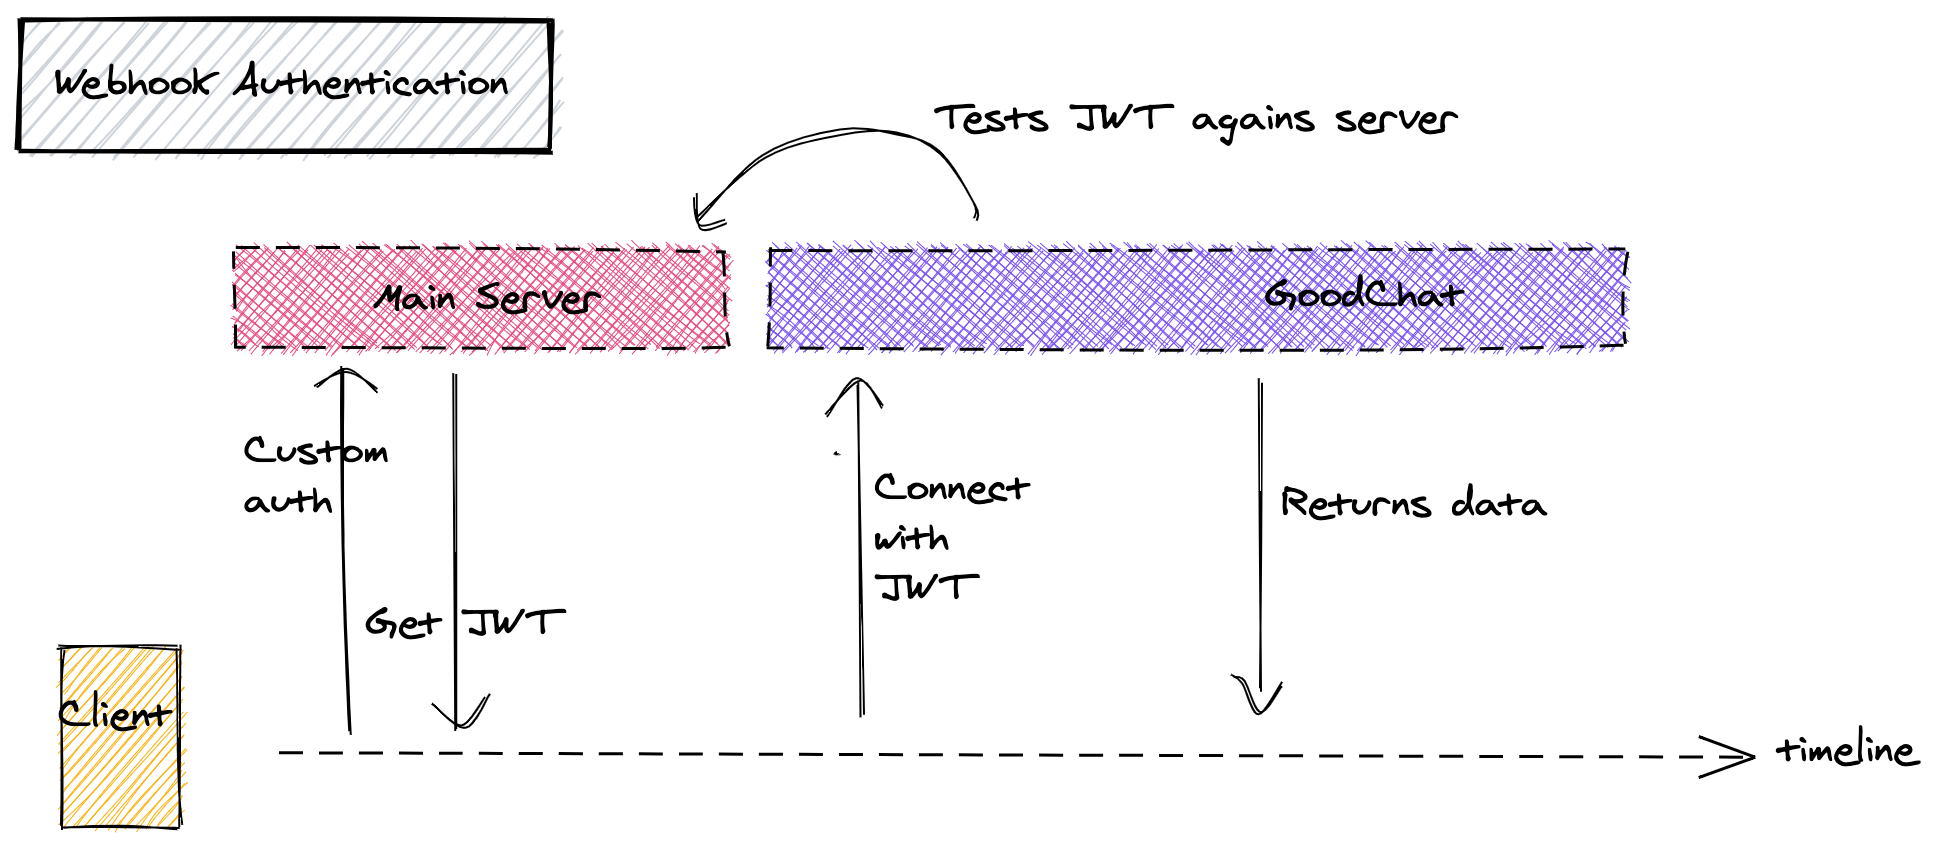 Webhook Authentication
Tests JWT agains server
Main Server
GoodChat
Custom
auth
Get JWT
Connect
with
JWT
Returns data
Client
timeline